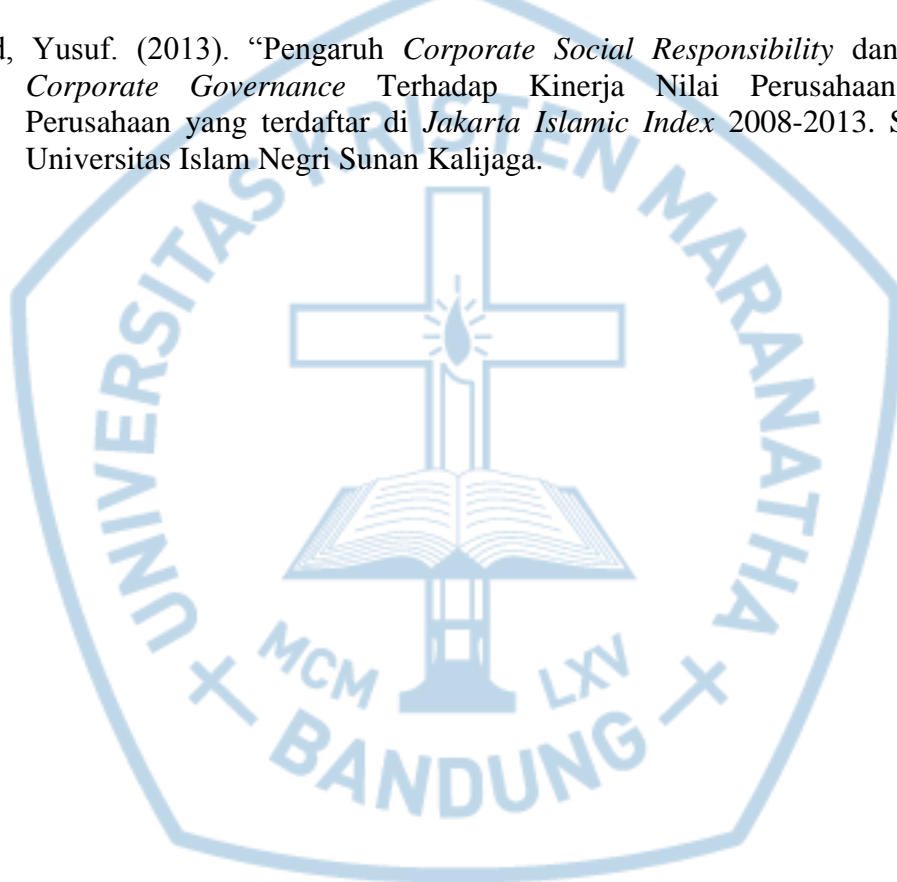 d, Yusuf. (2013). “Pengaruh Corporate Social Responsibility dan
Corporate Governance Terhadap Kinerja Nilai Perusahaan
Perusahaan yang terdaftar di Jakarta Islamic Index 2008-2013. S
Universitas Islam Negri Sunan Kalijaga.
UNIVERSITAS KRISTEN MARANATHA
MCM LXV
BANDUNG